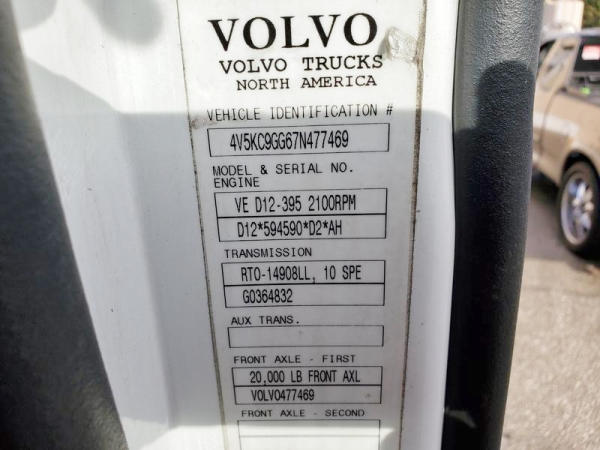 VOLVO
VOLVO TRUCKS
NORTH AMERICA
VEHICLE IDENTIFICATION #
4V5KC9GG67N477469
MODEL & SERIAL NO.
ENGINE
VE D12-395 2100RPM
D12*594590*D2*AH
TRANSMISSION
RTO-14908LL, 10 SPE
G0364832
AUX TRANS.
FRONT AXLE - FIRST
20,000 LB FRONT AXL
VOLVO477469
FRONT AXLE - SECOND